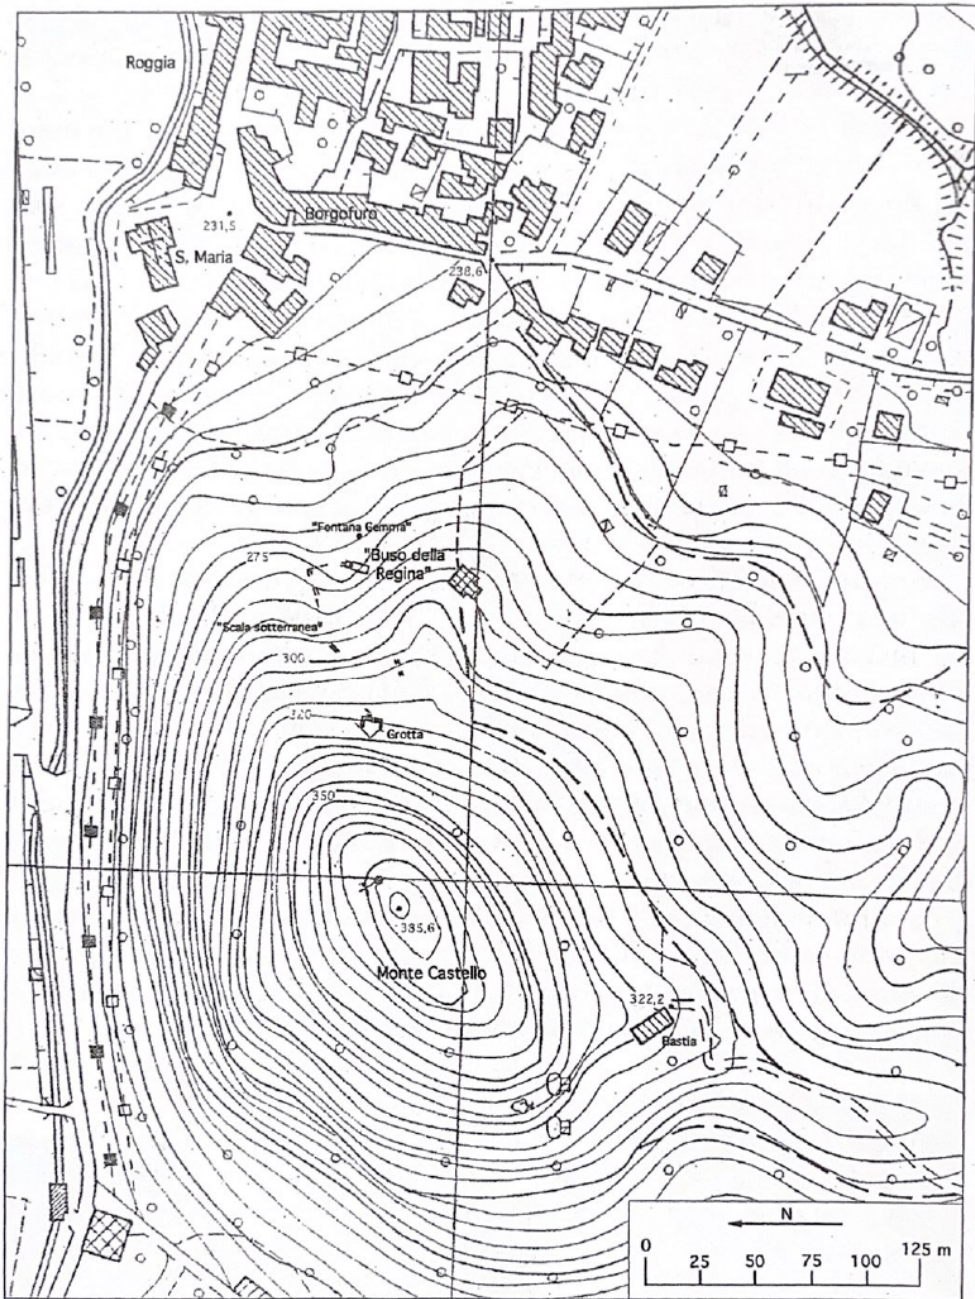 Roggia
Borgofuro
231,5
S. Maria
238,6
"Fontana Gemma"
275
"Buso della
Regina"
"Scala sotterranea"
300
320
Grotta
350
385,6
Monte Castello
322,2
Bastia
N
0
25
50
75
100
125 m